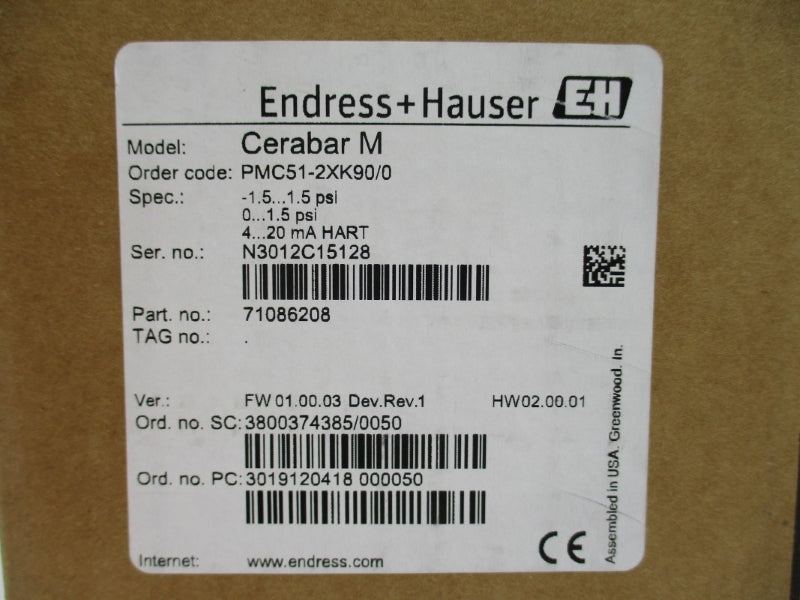 Endress+Hauser EH
Model: Cerabar M
Order code: PMC51-2XK90/0
Spec.: -1.5...1.5 psi
0...1.5 psi
4...20 mA HART
Ser. no.: N3012C15128
Part. no.: 71086208
TAG no.: .
Ver.: FW 01.00.03 Dev.Rev.1 HW02.00.01
Ord. no. SC: 3800374385/0050
Ord. no. PC: 3019120418 000050
Internet: www.endress.com
CE
Assembled in USA. Greenwood. In.